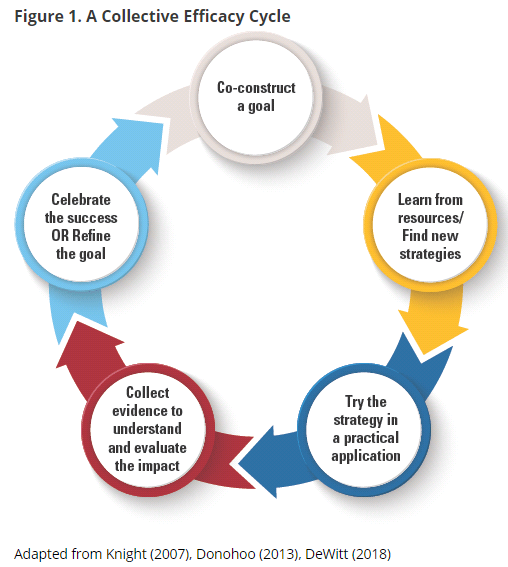 Figure 1. A Collective Efficacy Cycle
Co-construct
a goal
Learn from
resources/
Find new
strategies
Try the
strategy in
a practical
application
Collect
evidence to
understand
and evaluate
the impact
Celebrate
the success
OR Refine
the goal
Adapted from Knight (2007), Donohoo (2013), DeWitt (2018)